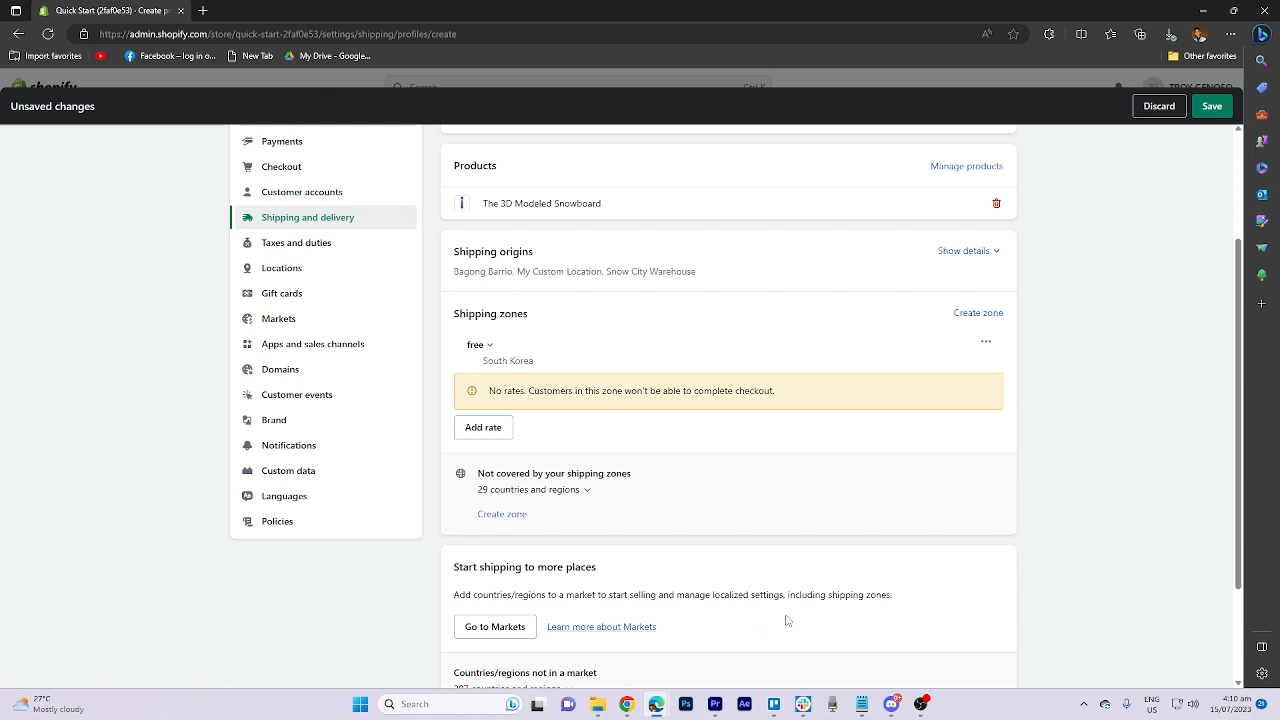 Quick Start (2faf0e53) - Create pr
https://admin.shopify.com/store/quick-start-2faf0e53/settings/shipping/profiles/create
Import favorites
Facebook – log in o...
New Tab
My Drive - Google...
Other favorites
Unsaved changes
Discard
Save
Payments
Checkout
Customer accounts
Shipping and delivery
Taxes and duties
Locations
Gift cards
Markets
Apps and sales channels
Domains
Customer events
Brand
Notifications
Custom data
Languages
Policies
Products
Manage products
The 3D Modeled Snowboard
Shipping origins
Show details
Bagong Barrio, My Custom Location, Snow City Warehouse
Shipping zones
Create zone
free
South Korea
No rates. Customers in this zone won't be able to complete checkout.
Add rate
Not covered by your shipping zones
29 countries and regions
Create zone
Start shipping to more places
Add countries/regions to a market to start selling and manage localized settings, including shipping zones.
Go to Markets
Learn more about Markets
Countries/regions not in a market
27°C
Mostly cloudy
Search
ENG
US
4:10 am
15/07/2023